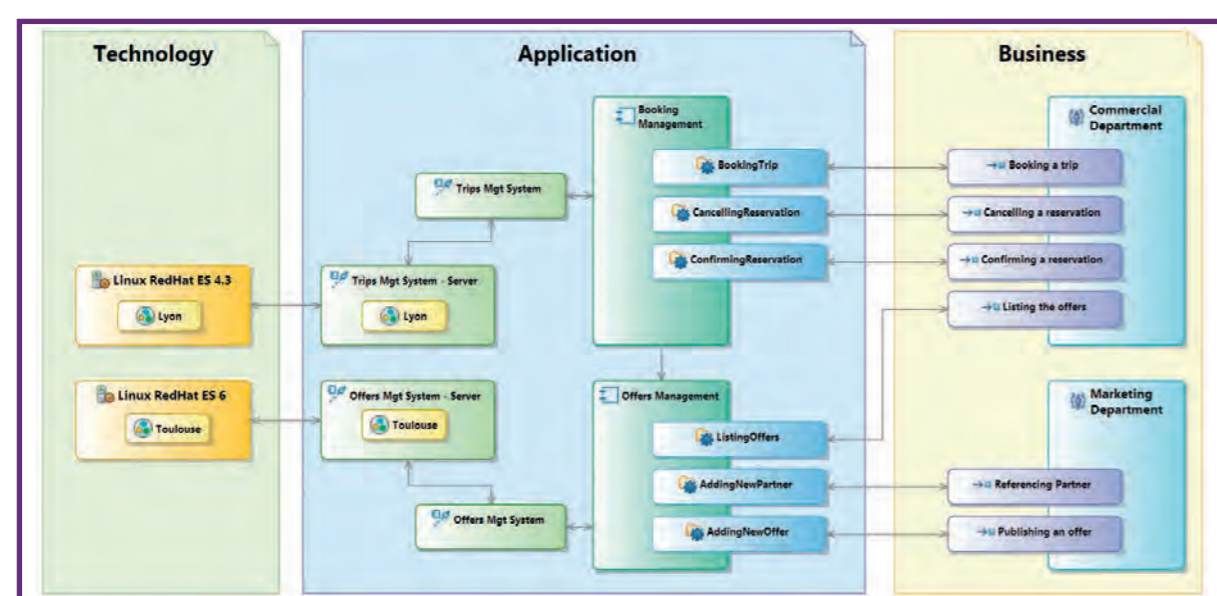 Technology
Linux RedHat ES 4.3
Lyon
Linux RedHat ES 6
Toulouse
Application
Booking
Management
BookingTrip
Trips Mgt System
CancellingReservation
ConfirmingReservation
Trips Mgt System - Server
Lyon
Offers Mgt System - Server
Toulouse
Offers Management
ListingOffers
AddingNewPartner
Offers Mgt System
AddingNewOffer
Business
Commercial
Department
Booking a trip
Cancelling a reservation
Confirming a reservation
Listing the offers
Marketing
Department
Referencing Partner
Publishing an offer